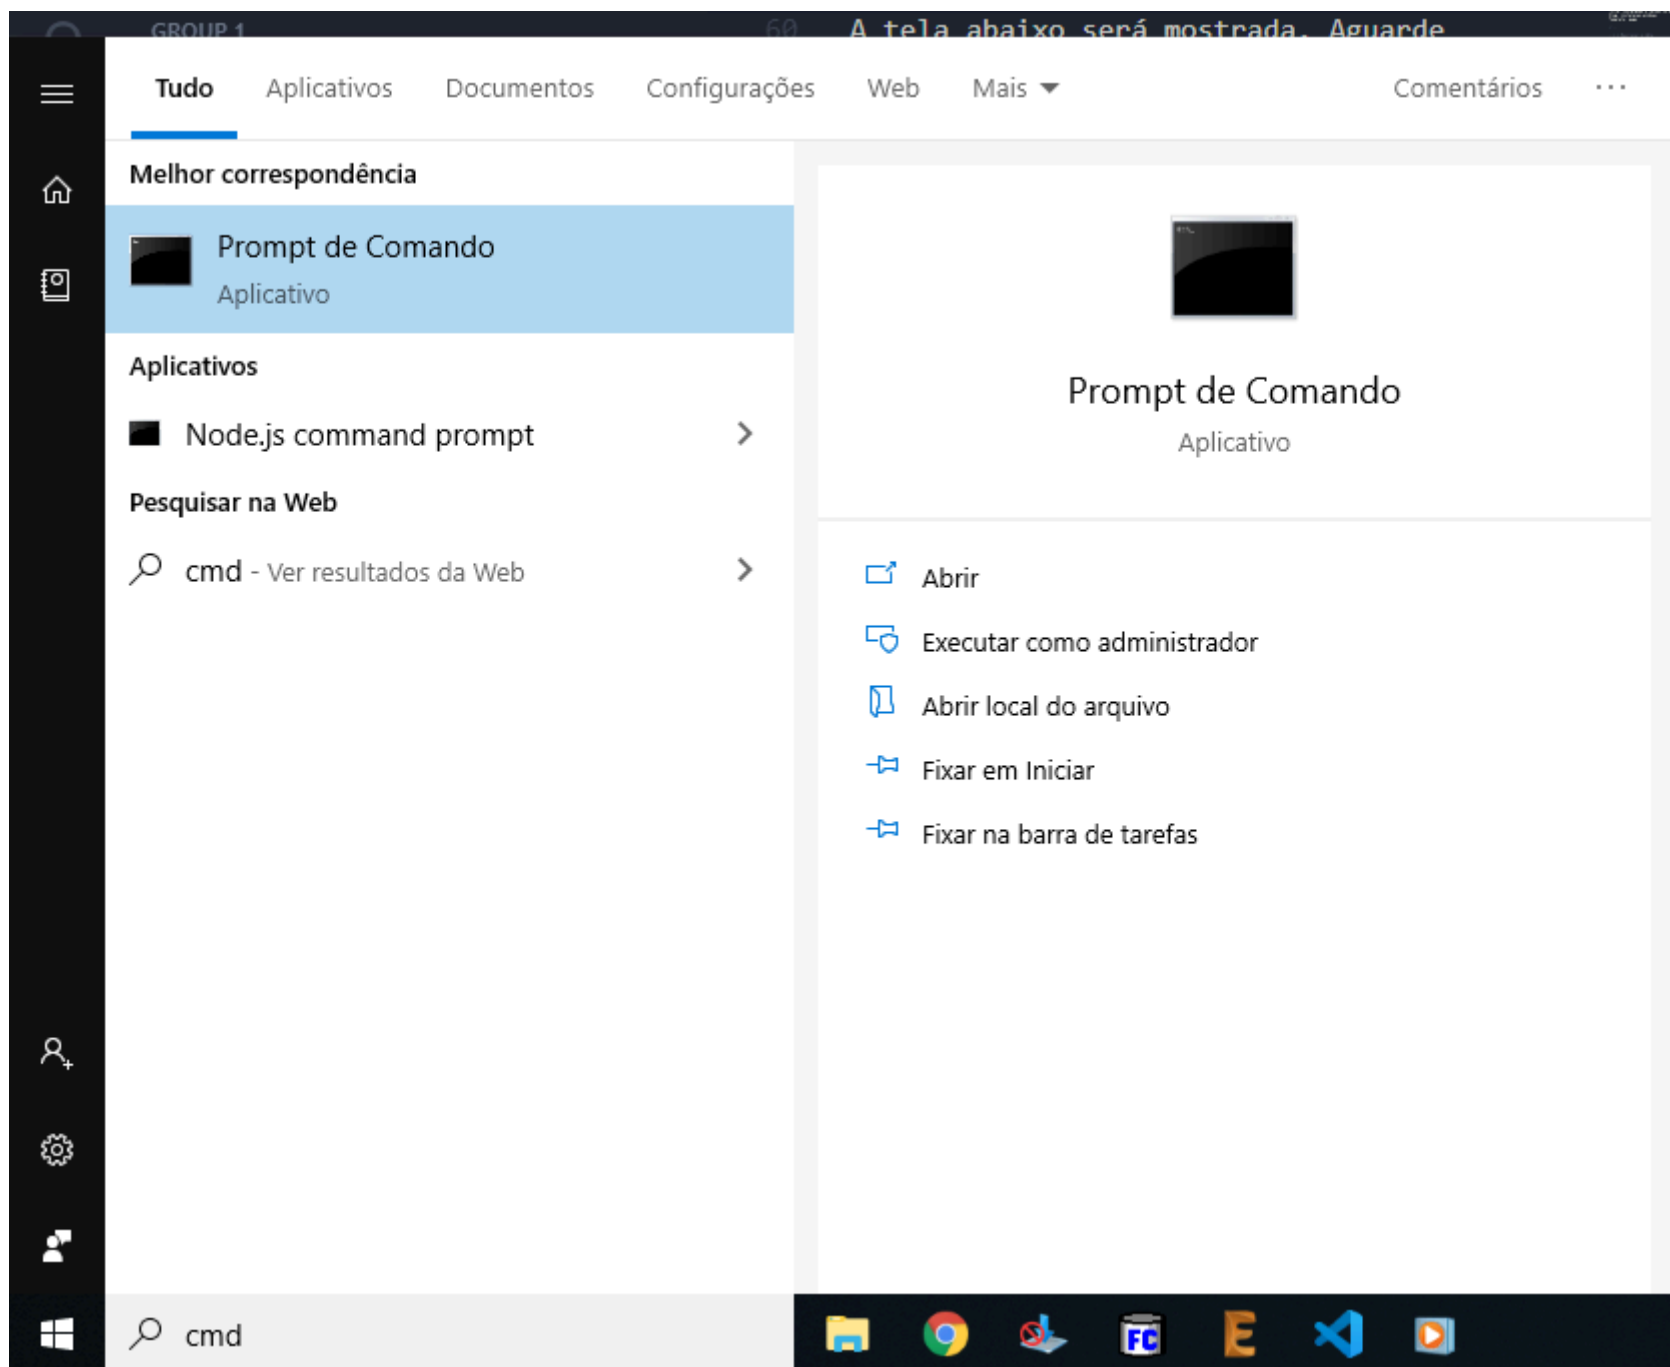 GROUP 1
60 A tela abaixo será mostrada. Aguarde
Tudo Aplicativos Documentos Configurações Web Mais Comentários ...
Melhor correspondência
Prompt de Comando
Aplicativo
Aplicativos
Node.js command prompt
Pesquisar na Web
cmd - Ver resultados da Web
Prompt de Comando
Aplicativo
Abrir
Executar como administrador
Abrir local do arquivo
Fixar em Iniciar
Fixar na barra de tarefas
cmd
FC
E